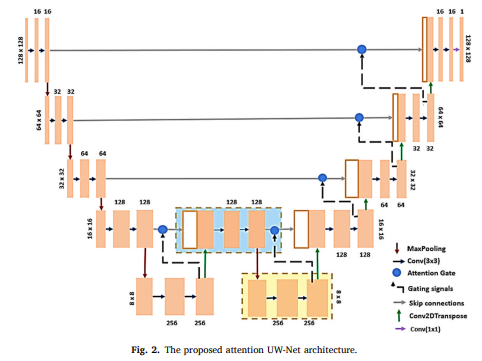 16 16
16 16 1
128 x 128
128 x 128
32 32
64 x 64
64 x 64
32 32
64 64
32 x 32
32 x 32
64 64
128 128
128 128
16 x 16
16 x 16
128 128
8 x 8
8 x 8
256 256
256 256
MaxPooling
Conv(3x3)
Attention Gate
Gating signals
Skip connections
Conv2DTranspose
Conv(1x1)
Fig. 2. The proposed attention UW-Net architecture.